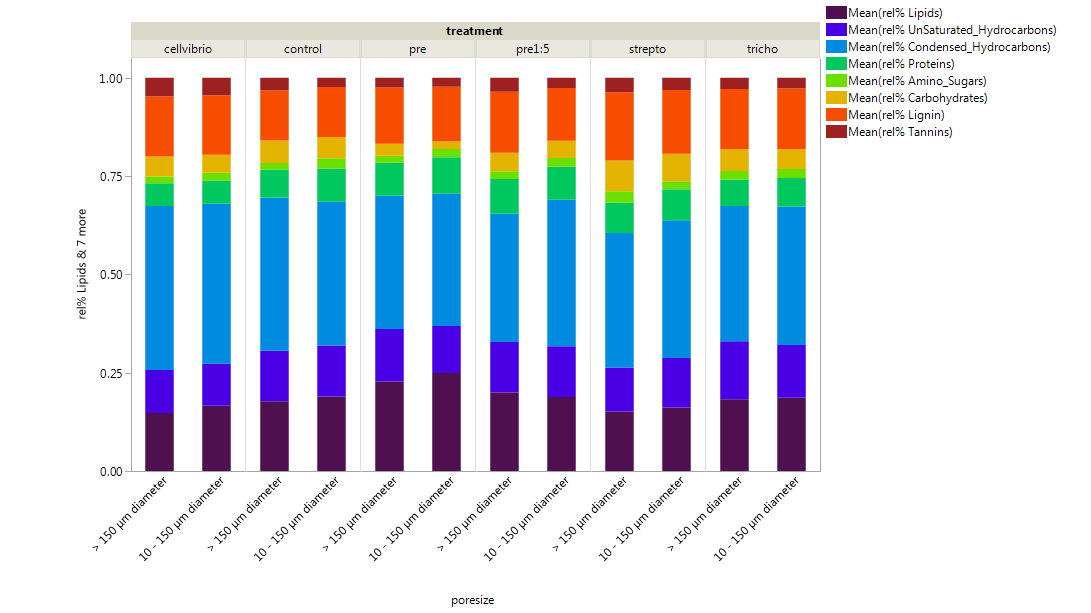 treatment
cellvibrio control pre pre1:5 strepto tricho
1.00
0.75
0.50
0.25
0.00
rel% Lipids & 7 more
> 150 µm diameter
10 - 150 µm diameter
> 150 µm diameter
10 - 150 µm diameter
> 150 µm diameter
10 - 150 µm diameter
> 150 µm diameter
10 - 150 µm diameter
> 150 µm diameter
10 - 150 µm diameter
> 150 µm diameter
10 - 150 µm diameter
poresize
Mean(rel% Lipids)
Mean(rel% UnSaturated_Hydrocarbons)
Mean(rel% Condensed_Hydrocarbons)
Mean(rel% Proteins)
Mean(rel% Amino_Sugars)
Mean(rel% Carbohydrates)
Mean(rel% Lignin)
Mean(rel% Tannins)